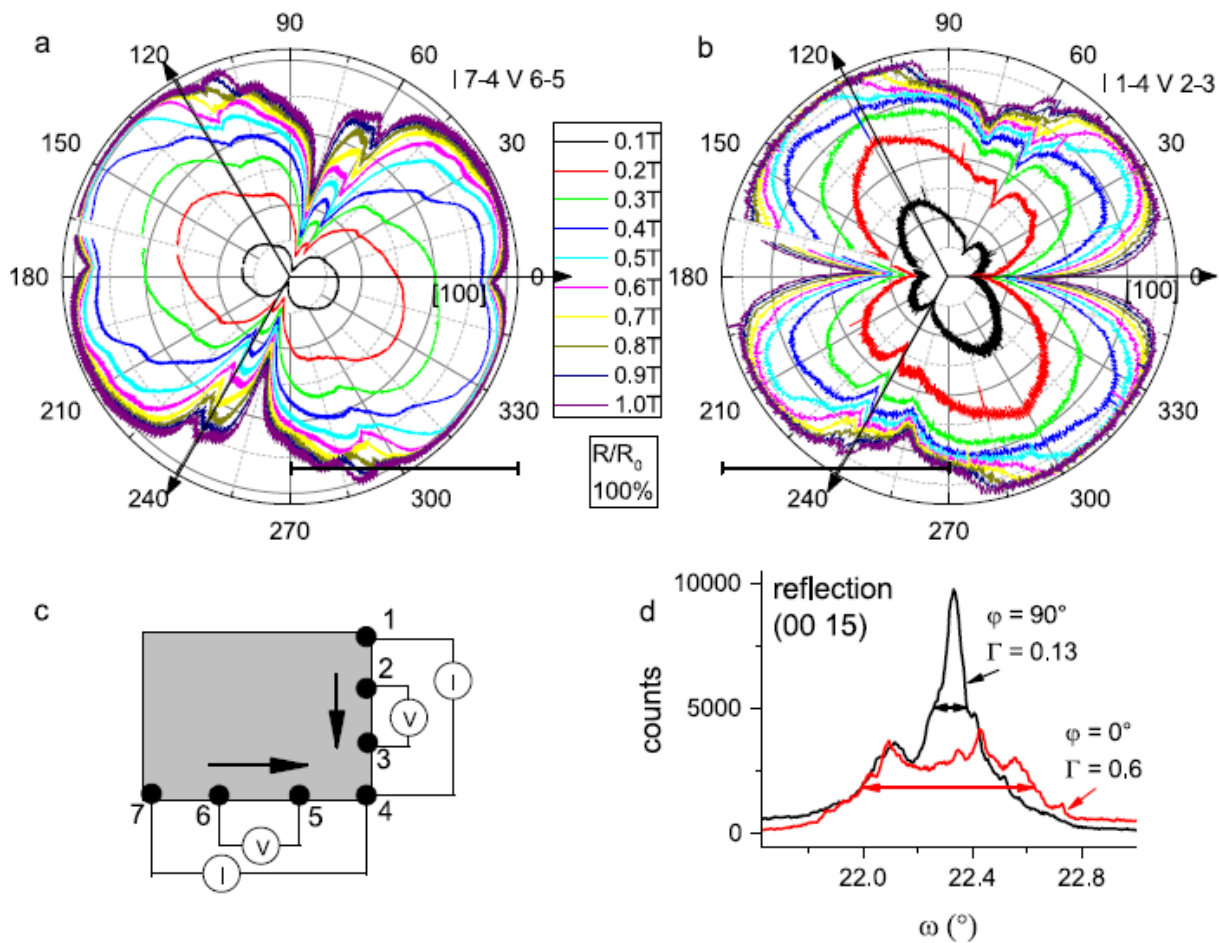 a
90
120
60
150
30
180
0
210
330
240
300
270
[100]
I 7-4 V 6-5
0.1T
0.2T
0.3T
0.4T
0.5T
0,6T
0,7T
0.8T
0.9T
1.0T
R/R0
100%
b
90
120
60
150
30
180
0
210
330
240
300
270
[100]
I 1-4 V 2-3
c
1
2
3
4
5
6
7
I
V
V
I
d
reflection
(00 15)
φ = 90°
Γ = 0.13
φ = 0°
Γ = 0,6
10000
5000
0
counts
22.0
22.4
22.8
ω (°)